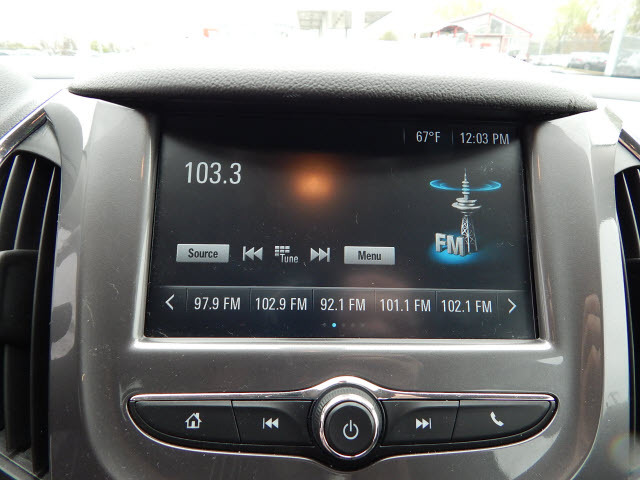 67°F 12:03 PM
103.3
FM
Source Tune Menu
97.9 FM 102.9 FM 92.1 FM 101.1 FM 102.1 FM